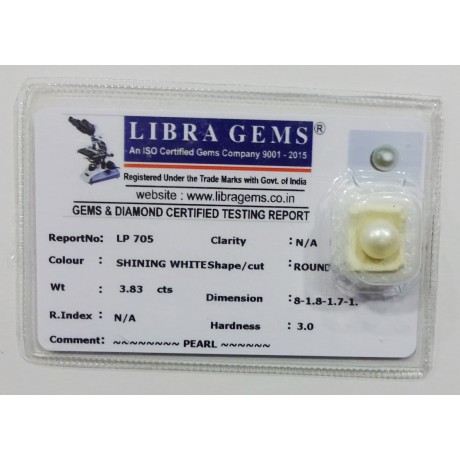 LIBRA GEMS®
An ISO Certified Gems Company 9001 - 2015
Registered Under the Trade Marks with Govt. of India
website : www.libragems.co.in
GEMS & DIAMOND CERTIFIED TESTING REPORT
ReportNo: LP 705 Clarity : N/A
Colour : SHINING WHITE Shape/cut : ROUND
Wt : 3.83 cts Dimension : 8-1.8-1.7-1.
R.Index : N/A Hardness : 3.0
Comment: ~~~~~~~~ PEARL ~~~~~~